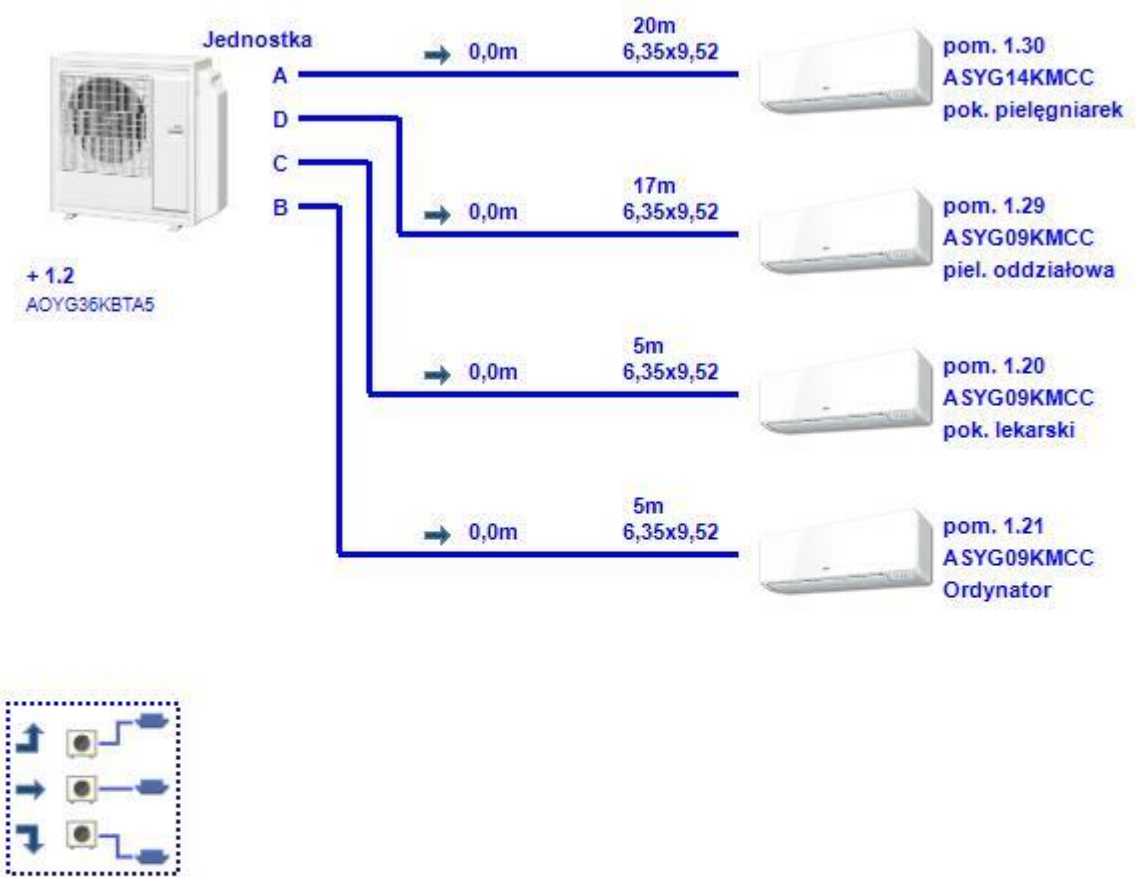 Jednostka
A
D
C
B
+ 1.2
AOYG36KBTA5
20m
0,0m
6,35x9,52
pom. 1.30
ASYG14KMCC
pok. pielęgniarek
17m
0,0m
6,35x9,52
pom. 1.29
ASYG09KMCC
piel. oddziałowa
5m
0,0m
6,35x9,52
pom. 1.20
ASYG09KMCC
pok. lekarski
5m
0,0m
6,35x9,52
pom. 1.21
ASYG09KMCC
Ordynator